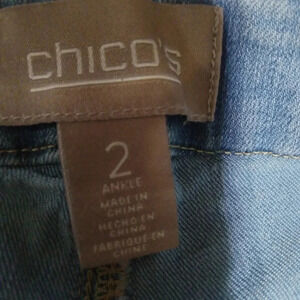 chico's
2
ANKLE
MADE IN
CHINA
HECHO EN
CHINA
FABRIQUÉ EN
CHINE